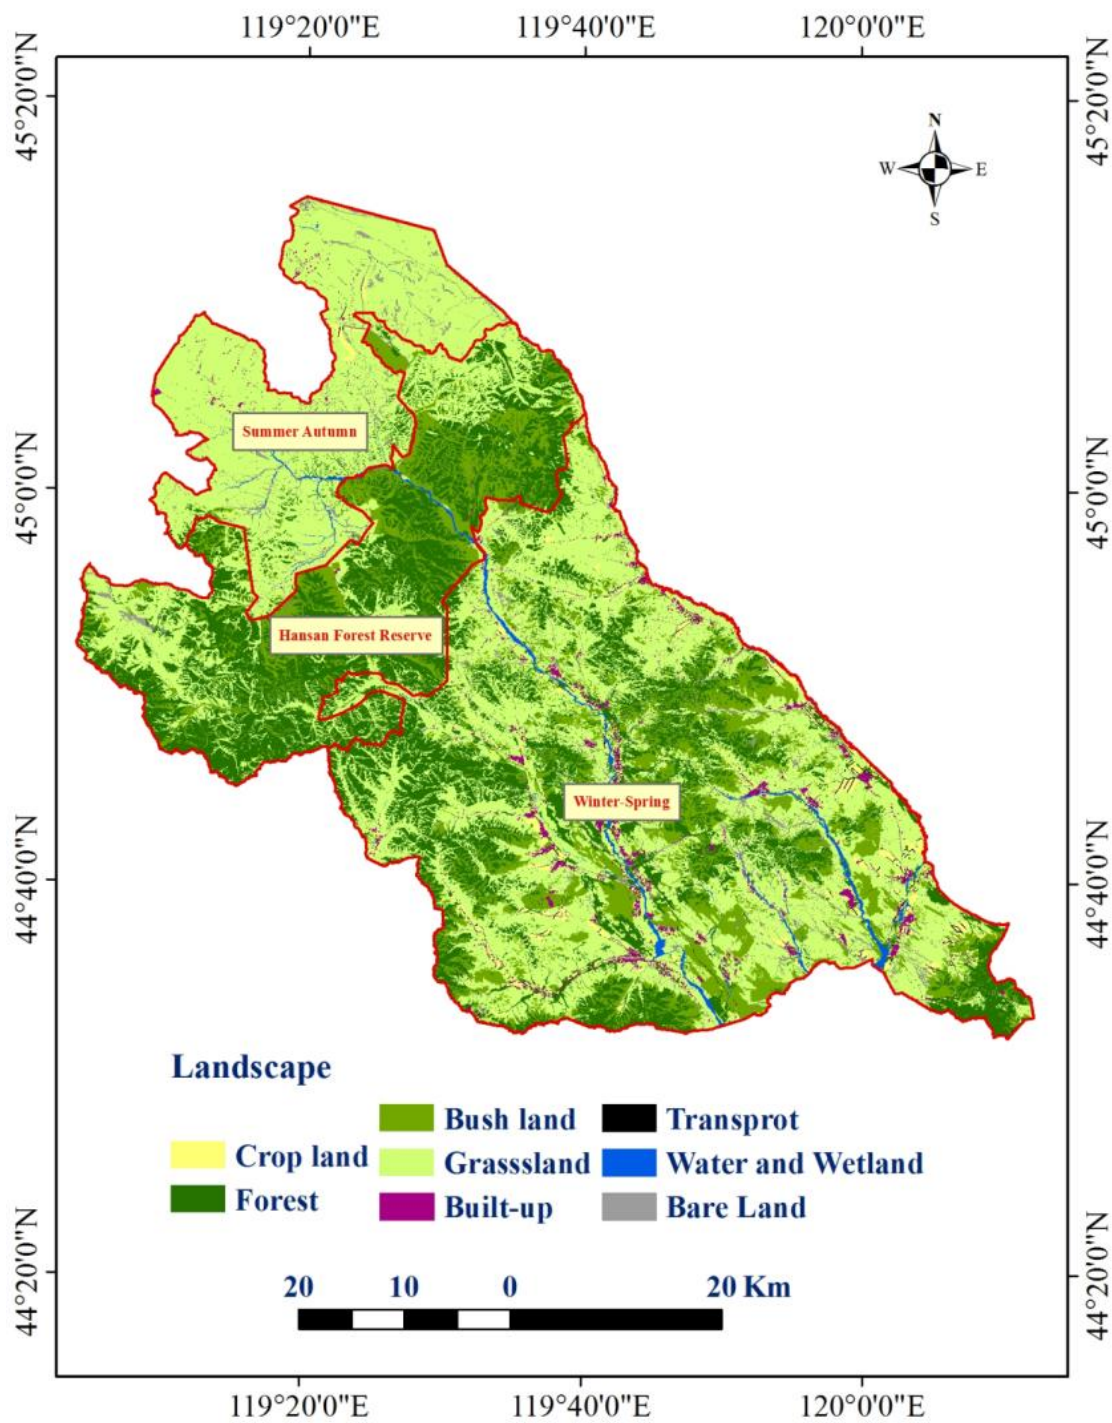 119°20'0"E 119°40'0"E 120°0'0"E
45°20'0"N
45°20'0"N
N
W E
S
Summer Autumn
45°0'0"N
45°0'0"N
Hansan Forest Reserve
Winter-Spring
44°40'0"N
44°40'0"N
Landscape
Crop land
Forest
Bush land
Grasssland
Built-up
Transprot
Water and Wetland
Bare Land
44°20'0"N
44°20'0"N
20 10 0 20 Km
119°20'0"E 119°40'0"E 120°0'0"E